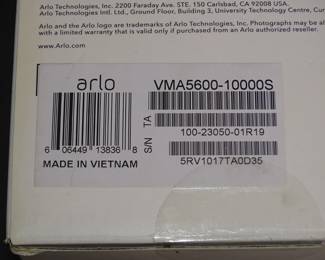 Arlo Technologies, Inc. 2200 Faraday Ave. STE. 150 Carlsbad, CA 92008 USA
Arlo Technologies Intl. Ltd., Ground Floor, Building 3, University Technology Centre, Cu
Arlo and the Arlo logo are trademarks of Arlo Technologies, Inc. Photographs may be
with a limited warranty that is valid only if purchased from an Arlo authorized reseller.
www.Arlo.com
arlo
VMA5600-10000S
S/N TA
100-23050-01R19
6 06449 13836 8
MADE IN VIETNAM
5RV1017TA0D35